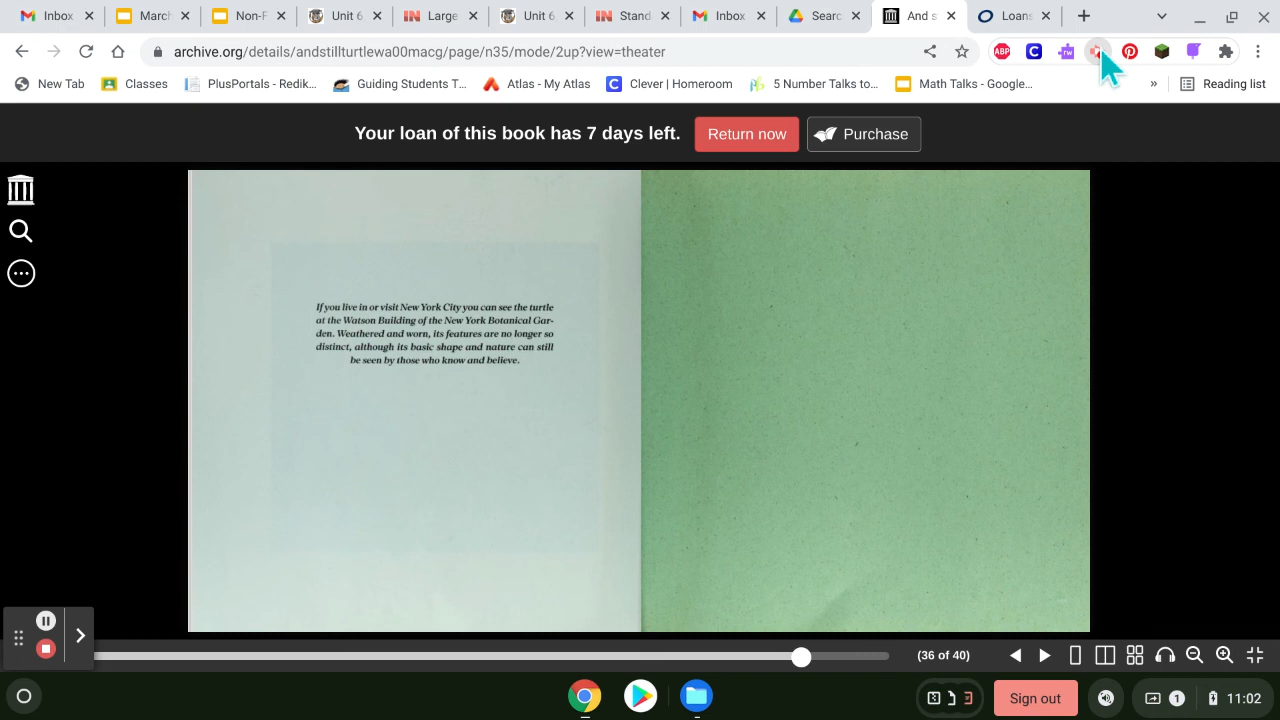 Inbox
March
Non-F
Unit 6.
Large
Unit 6.
Stand
Inbox
Searc
And s
Loans
archive.org/details/andstillturtlewa00macg/page/n35/mode/2up?view=theater
ABP
C
rw
New Tab
Classes
PlusPortals - Redik...
Guiding Students T...
Atlas - My Atlas
Clever | Homeroom
5 Number Talks to...
Math Talks - Google...
»
Reading list
Your loan of this book has 7 days left.
Return now
Purchase
If you live in or visit New York City you can see the turtle
at the Watson Building of the New York Botanical Gar-
den. Weathered and worn, its features are no longer so
distinct, although its basic shape and nature can still
be seen by those who know and believe.
(36 of 40)
Sign out
1
11:02